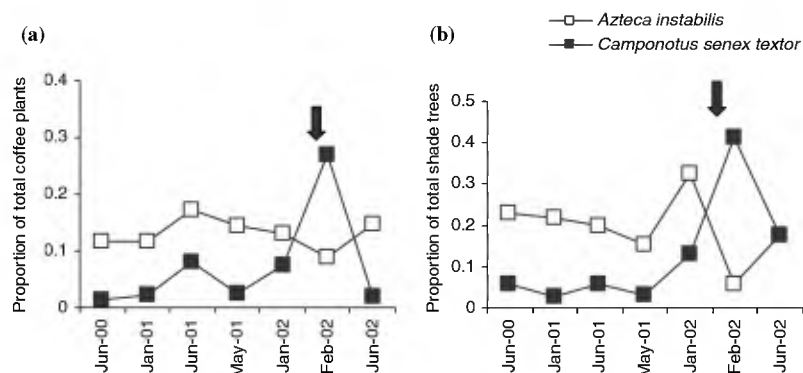 Azteca instabilis
Camponotus senex textor
(a)
Proportion of total coffee plants
0.4
0.3
0.2
0.1
0
Jun-00
Jan-01
Jun-01
May-01
Jan-02
Feb-02
Jun-02
(b)
Proportion of total shade trees
0.5
0.4
0.3
0.2
0.1
0
Jun-00
Jan-01
Jun-01
May-01
Jan-02
Feb-02
Jun-02